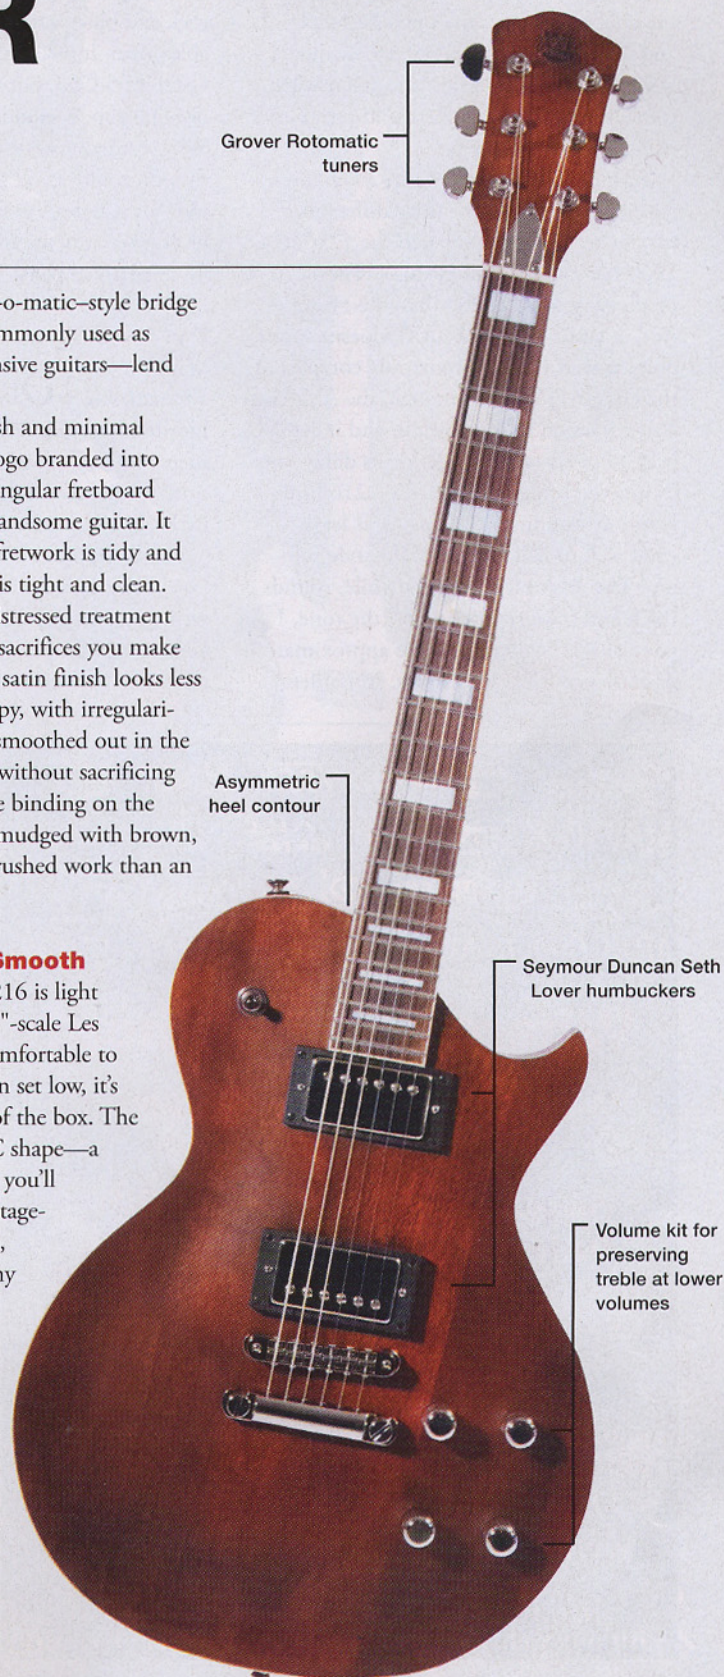 R
Grover Rotomatic
tuners
-o-matic–style bridge
mmonly used as
nsive guitars—lend
sh and minimal
ogo branded into
ngular fretboard
andsome guitar. It
fretwork is tidy and
is tight and clean.
stressed treatment
sacrifices you make
satin finish looks less
py, with irregulari-
smoothed out in the
without sacrificing
e binding on the
mudged with brown,
rushed work than an
Asymmetric
heel contour
Smooth
16 is light
"-scale Les
mfortable to
n set low, it's
of the box. The
C shape—a
you'll
tage-
,
ny
Seymour Duncan Seth
Lover humbuckers
Volume kit for
preserving
treble at lower
volumes